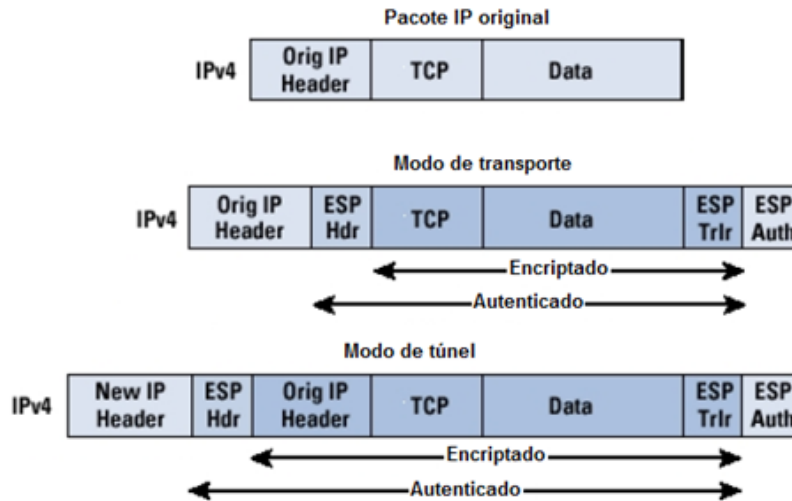 Pacote IP original
IPv4 Orig IP Header TCP Data
Modo de transporte
IPv4 Orig IP Header ESP Hdr TCP Data ESP Trlr ESP Auth
Encriptado
Autenticado
Modo de túnel
IPv4 New IP Header ESP Hdr Orig IP Header TCP Data ESP Trlr ESP Auth
Encriptado
Autenticado